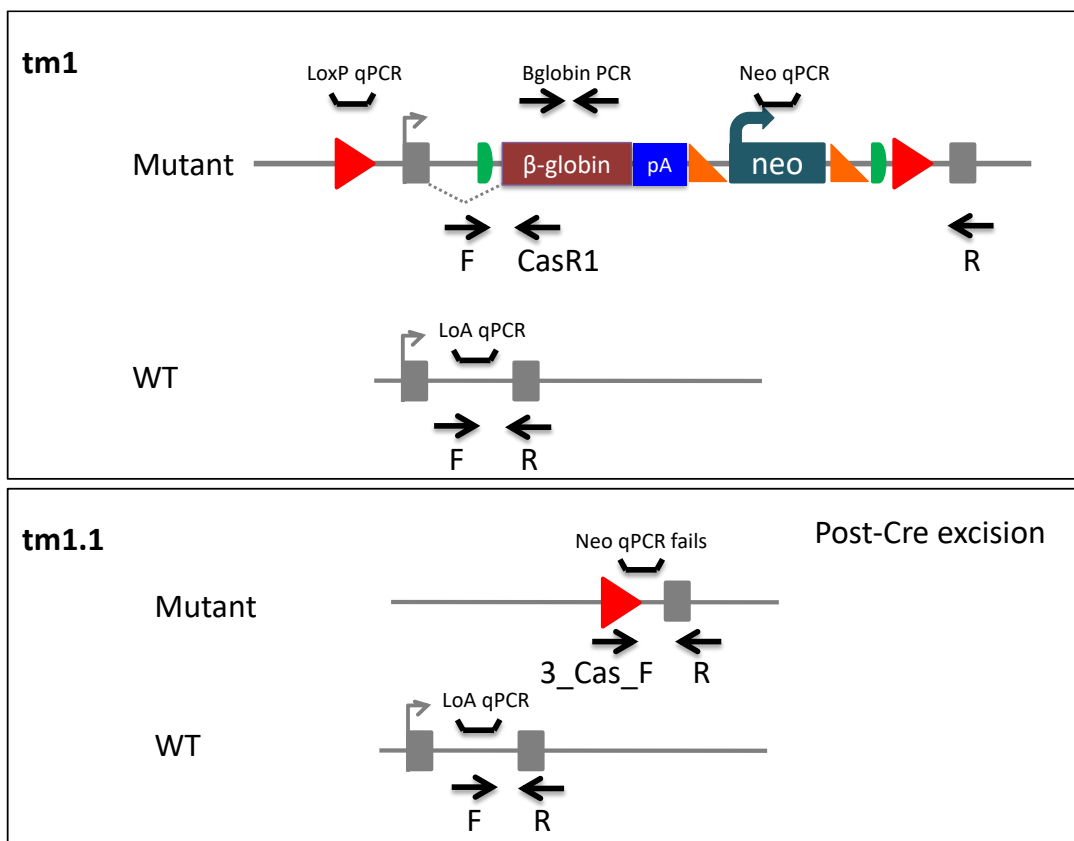 tm1
LoxP qPCR
Bglobin PCR
Neo qPCR
Mutant
β-globin
pA
neo
F
CasR1
R
LoA qPCR
WT
F
R
tm1.1
Post-Cre excision
Neo qPCR fails
Mutant
3_Cas_F
R
LoA qPCR
WT
F
R